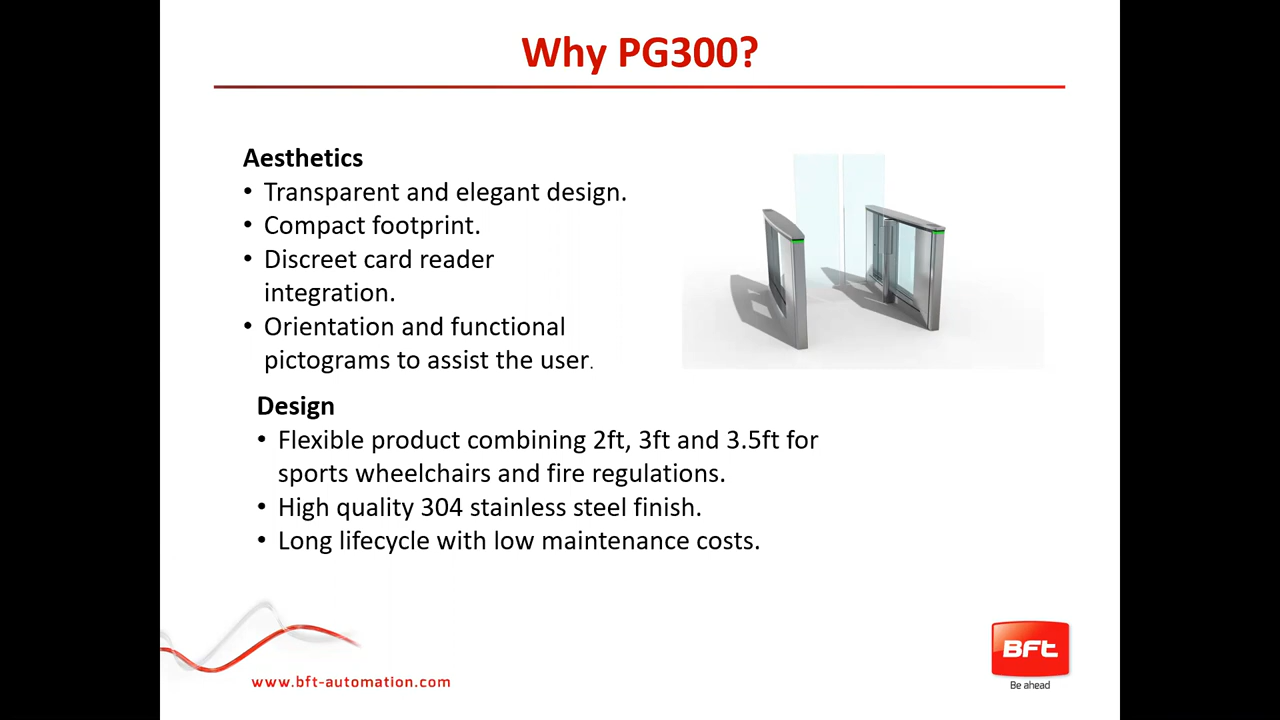 Why PG300?
Aesthetics
• Transparent and elegant design.
• Compact footprint.
• Discreet card reader
integration.
• Orientation and functional
pictograms to assist the user.
Design
• Flexible product combining 2ft, 3ft and 3.5ft for
sports wheelchairs and fire regulations.
• High quality 304 stainless steel finish.
• Long lifecycle with low maintenance costs.
www.bft-automation.com
BFt
Be ahead